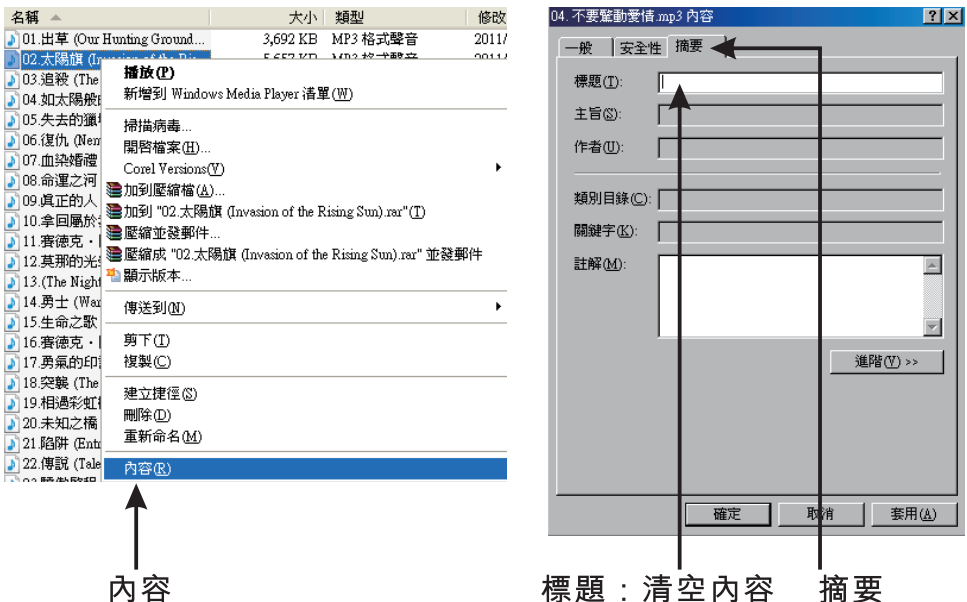 名稱 大小 類型 修改
01.出草 (Our Hunting Ground... 3,692 KB MP3 格式聲音 2011/
02.太陽旗
03.追殺 (The
04.如太陽般
05.失去的獵
06.復仇 (Nem
07.血染婚禮
08.命運之河
09.真正的人
10.拿回屬於
11.賽德克・
12.莫那的光
13.(The Night
14.勇士 (War
15.生命之歌
16.賽德克・
17.勇氣的印
18.突襲 (The
19.相遇彩虹
20.未知之橋
21.陷阱 (Entr
22.傳說 (Tale
播放(P)
新增到 Windows Media Player 清單(W)
掃描病毒...
開啓檔案(H)...
Corel Versions(V)
加到壓縮檔(A)...
加到 "02.太陽旗 (Invasion of the Rising Sun).rar"(T)
壓縮並發郵件...
壓縮成 "02.太陽旗 (Invasion of the Rising Sun).rar" 並發郵件
顯示版本...
傳送到(N)
剪下(T)
複製(C)
建立捷徑(S)
刪除(D)
重新命名(M)
內容(R)
內容
04. 不要驚動愛情.mp3 內容
一般 安全性 摘要
標題(T):
主旨(S):
作者(U):
類別目錄(C):
關鍵字(K):
註解(M):
進階(V) >>
確定 取消 套用(A)
標題：清空內容 摘要